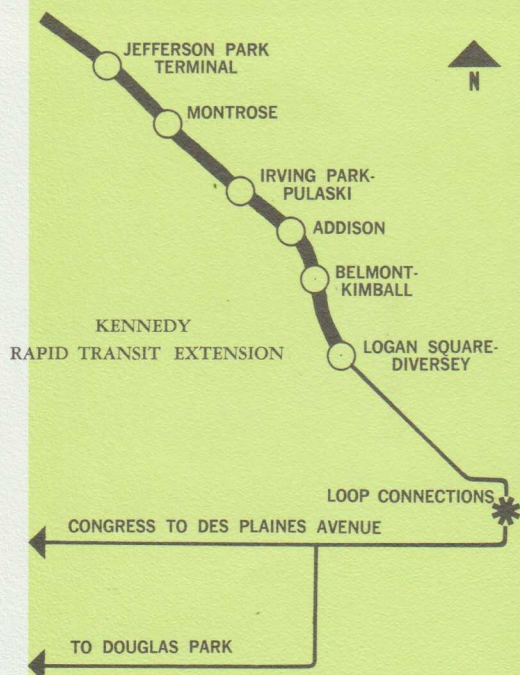 JEFFERSON PARK
TERMINAL
N
MONTROSE
IRVING PARK-
PULASKI
ADDISON
BELMONT-
KIMBALL
KENNEDY
RAPID TRANSIT EXTENSION
LOGAN SQUARE-
DIVERSEY
LOOP CONNECTIONS
CONGRESS TO DES PLAINES AVENUE
TO DOUGLAS PARK